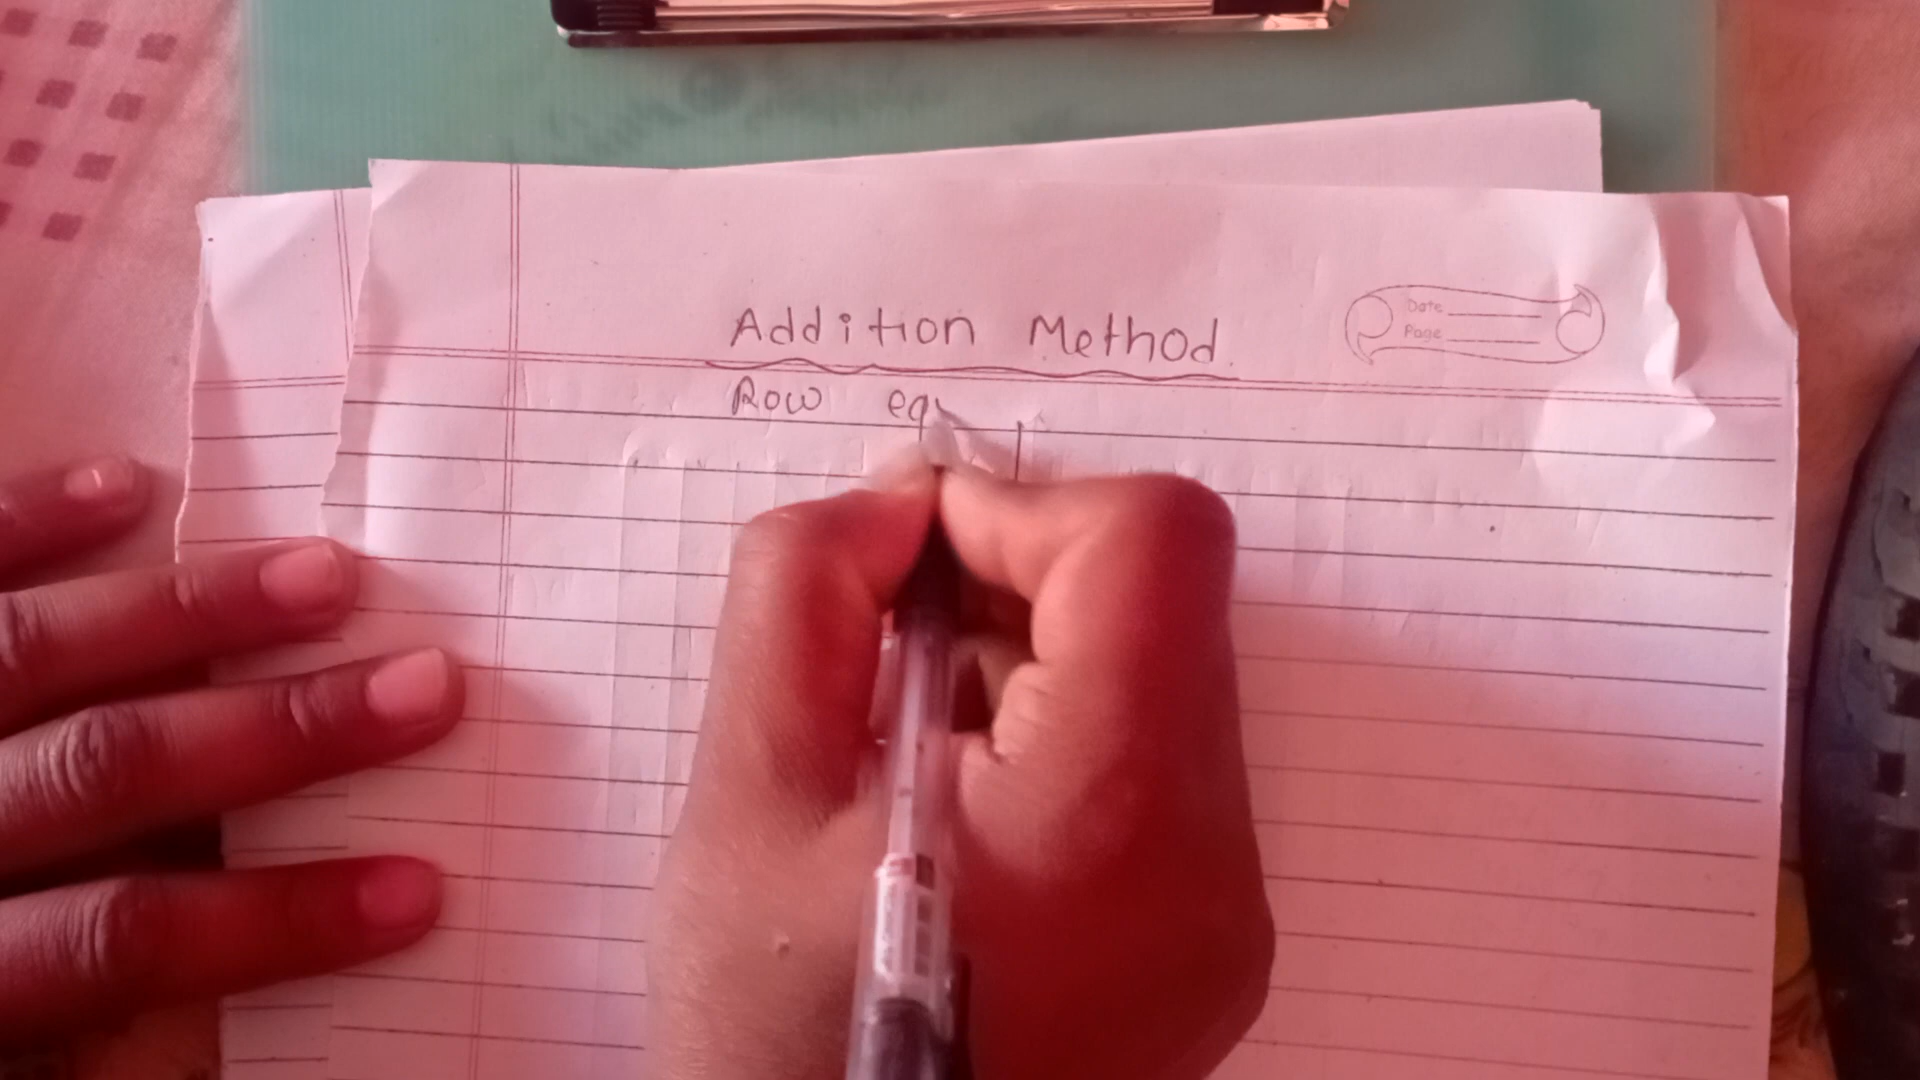 Addition Method
Date
Page
Row eq